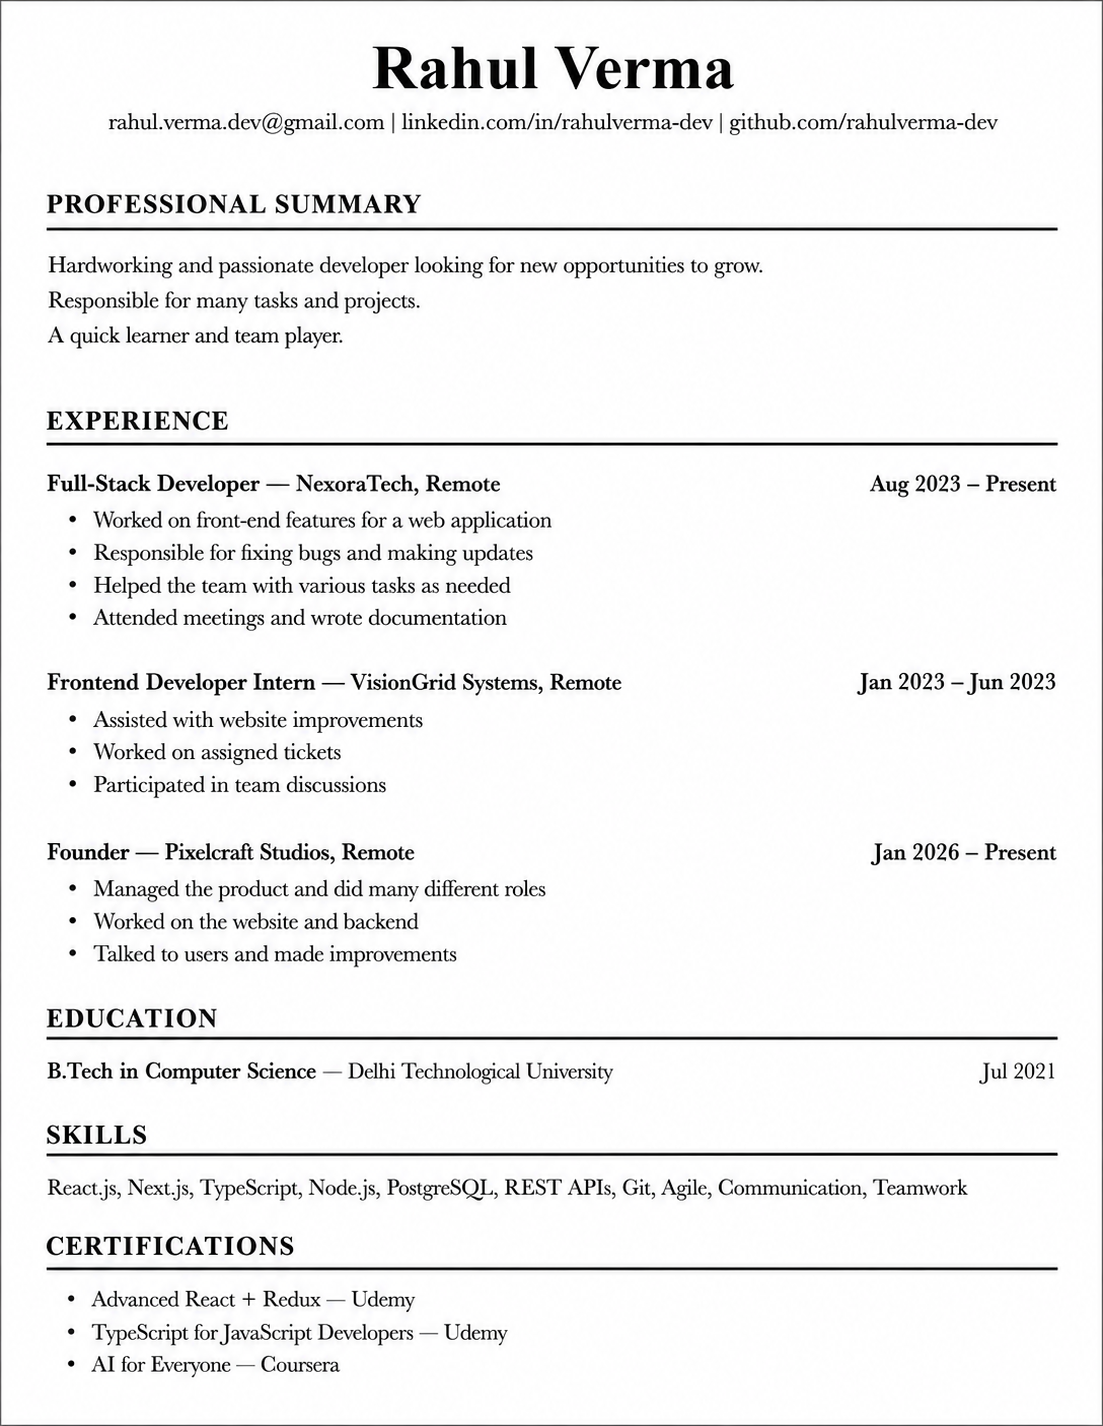 Rahul Verma
rahul.verma.dev@gmail.com | linkedin.com/in/rahulverma-dev | github.com/rahulverma-dev
PROFESSIONAL SUMMARY
Hardworking and passionate developer looking for new opportunities to grow.
Responsible for many tasks and projects.
A quick learner and team player.
EXPERIENCE
Full-Stack Developer — NexoraTech, Remote Aug 2023 – Present
• Worked on front-end features for a web application
• Responsible for fixing bugs and making updates
• Helped the team with various tasks as needed
• Attended meetings and wrote documentation
Frontend Developer Intern — VisionGrid Systems, Remote Jan 2023 – Jun 2023
• Assisted with website improvements
• Worked on assigned tickets
• Participated in team discussions
Founder — Pixelcraft Studios, Remote Jan 2026 – Present
• Managed the product and did many different roles
• Worked on the website and backend
• Talked to users and made improvements
EDUCATION
B.Tech in Computer Science — Delhi Technological University Jul 2021
SKILLS
React.js, Next.js, TypeScript, Node.js, PostgreSQL, REST APIs, Git, Agile, Communication, Teamwork
CERTIFICATIONS
• Advanced React + Redux — Udemy
• TypeScript for JavaScript Developers — Udemy
• AI for Everyone — Coursera